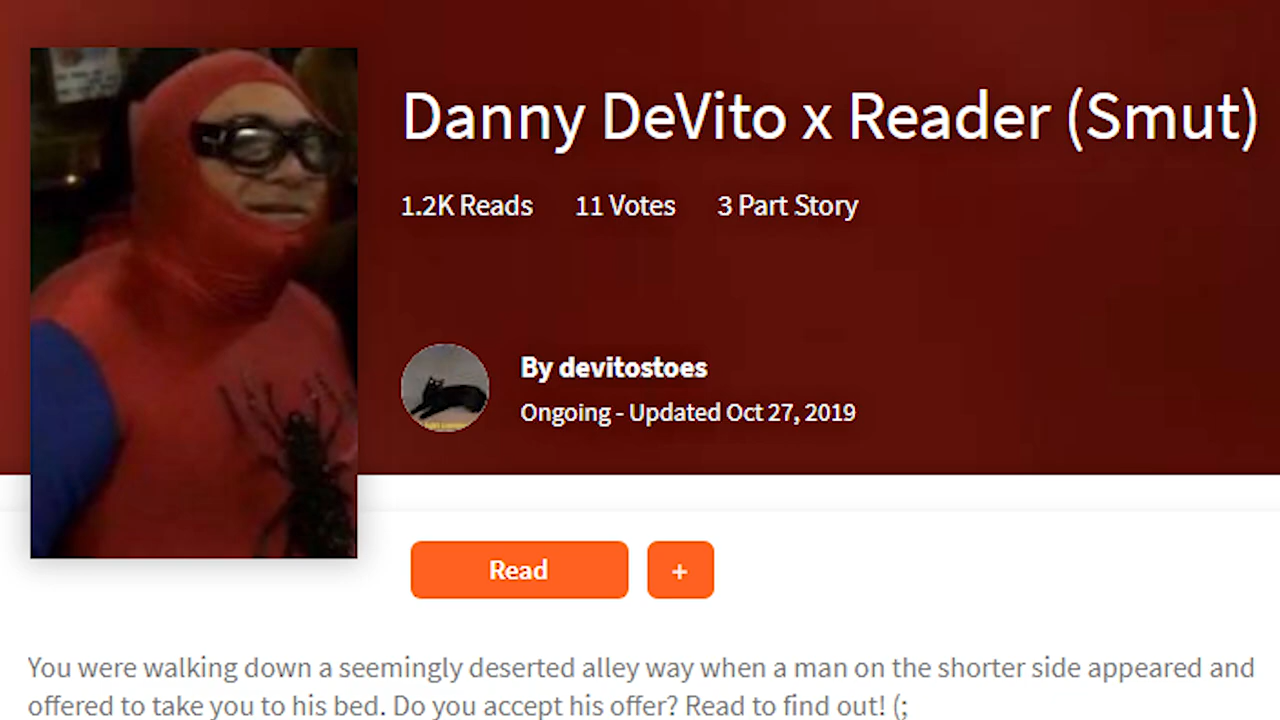 Danny DeVito x Reader (Smut)
1.2K Reads 11 Votes 3 Part Story
By devitostoes
Ongoing - Updated Oct 27, 2019
Read +
You were walking down a seemingly deserted alley way when a man on the shorter side appeared and
offered to take you to his bed. Do you accept his offer? Read to find out! (;